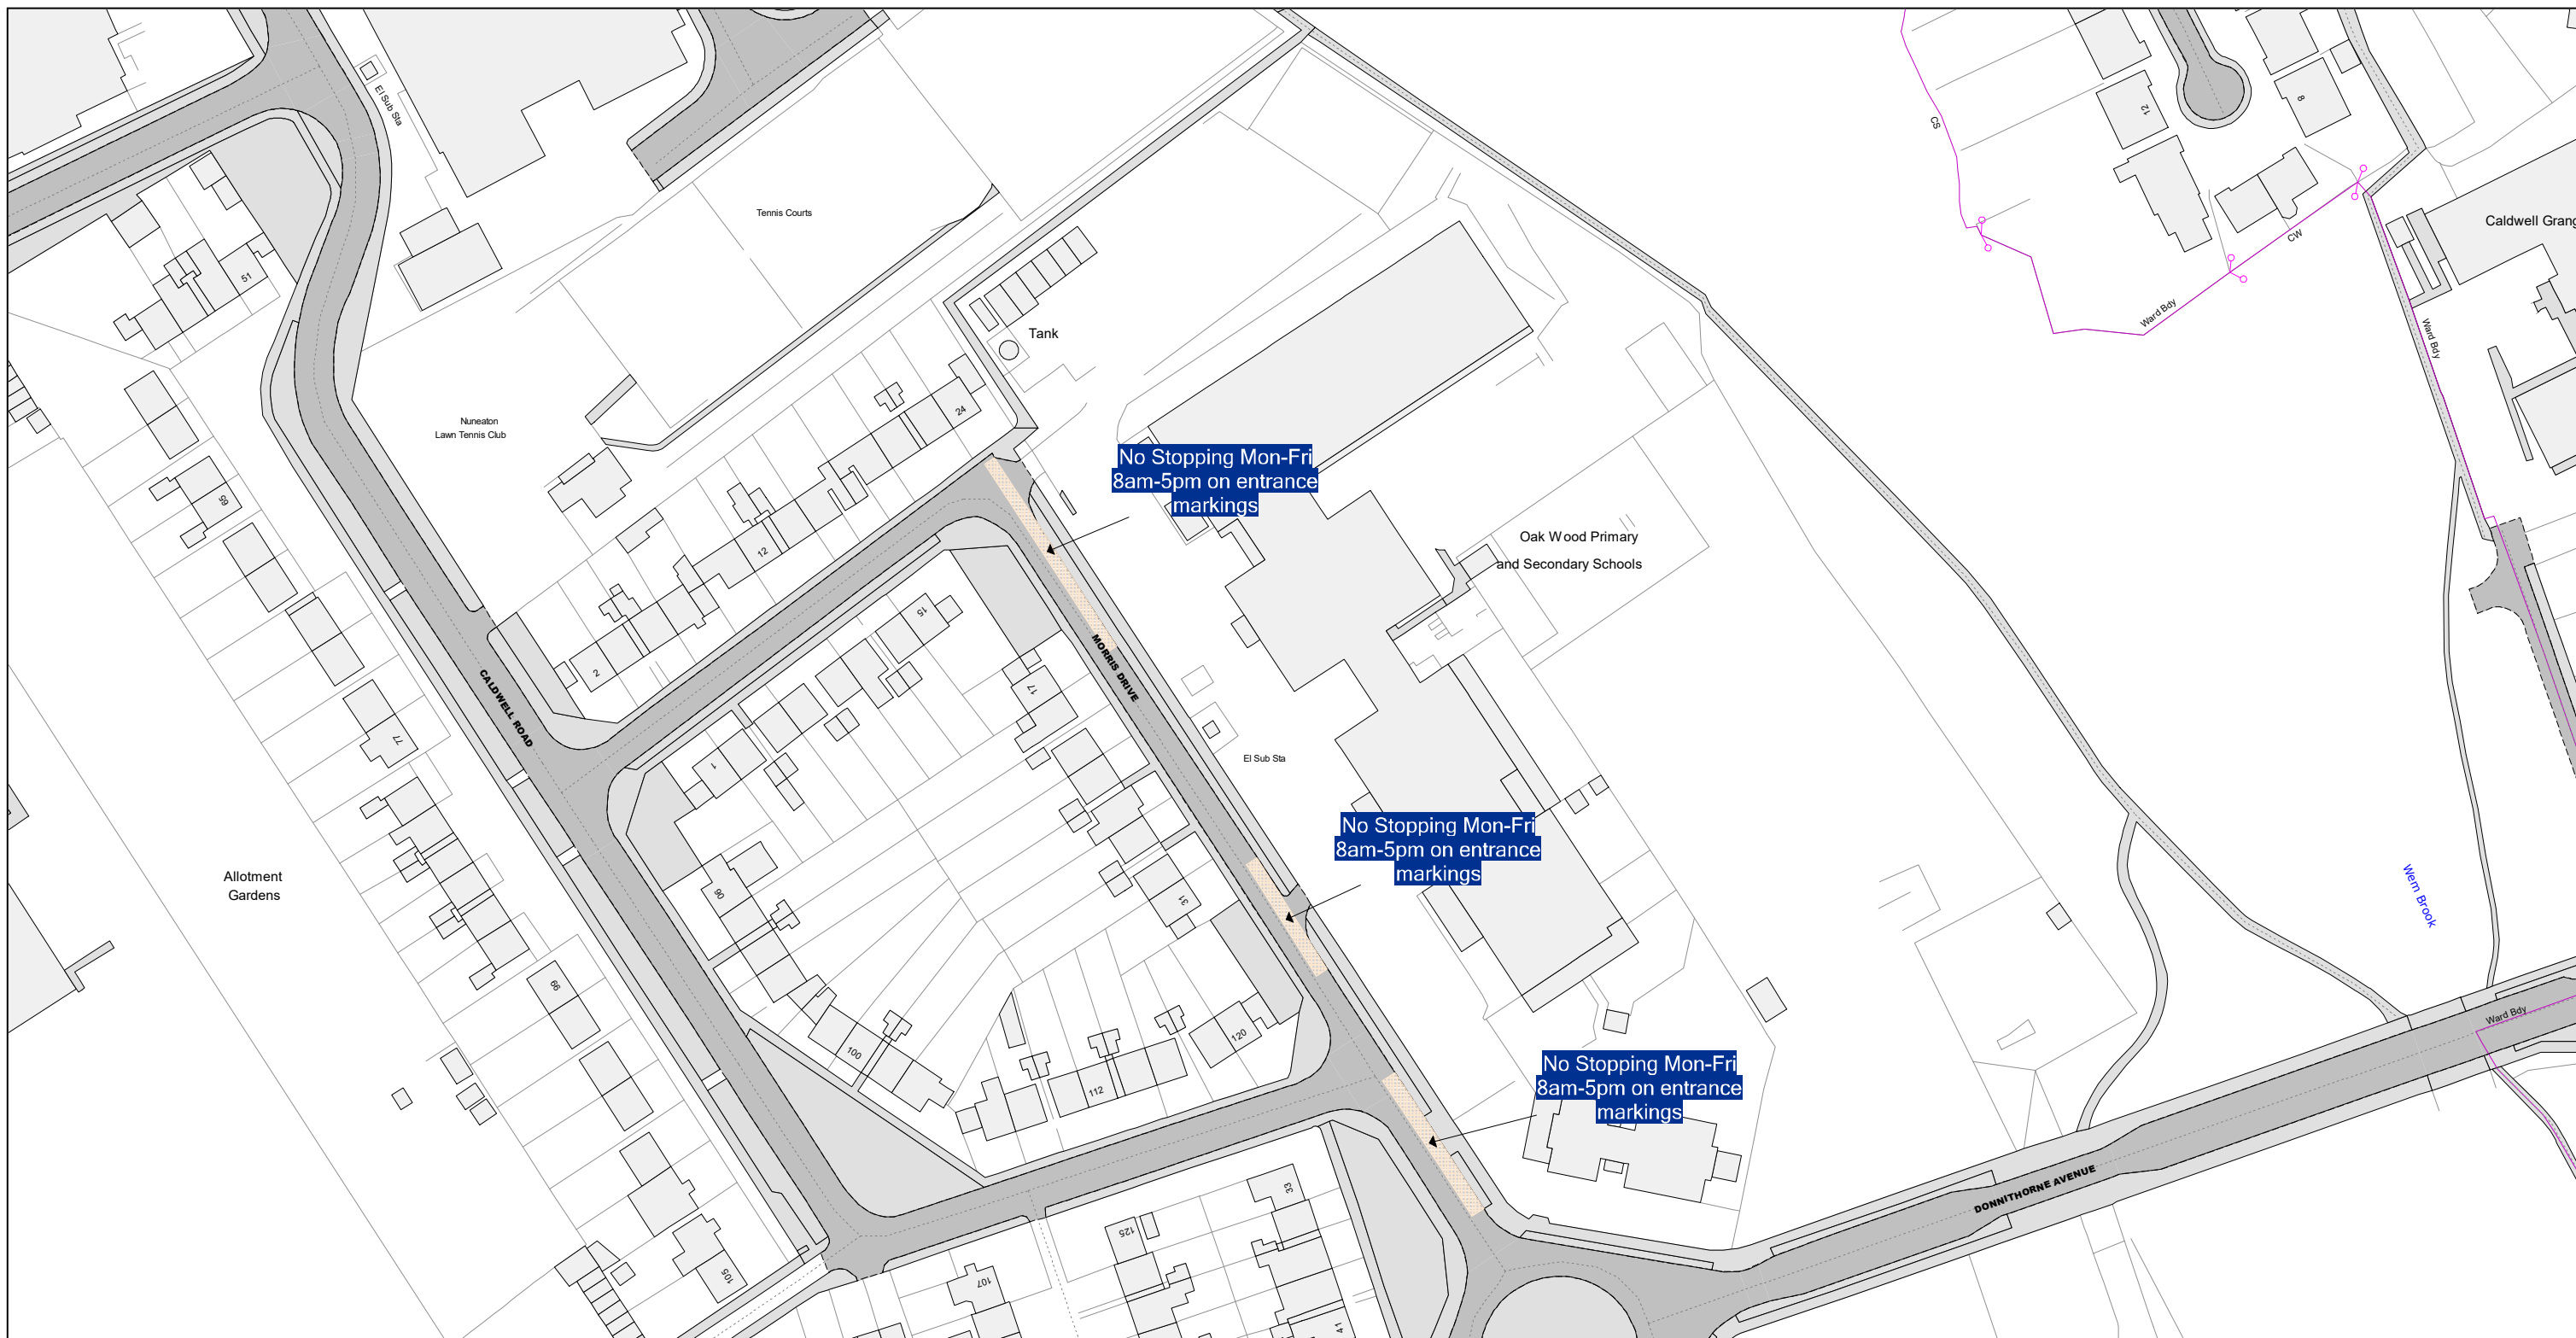 El Sub Sta
Tennis Courts
51
Tank
Nuneaton
Lawn Tennis Club
24
65
12
2
15
1
17
77
CALDWELL ROAD
MORRIS DRIVE
No Stopping Mon-Fri
8am-5pm on entrance
markings
Oak Wood Primary
and Secondary Schools
El Sub Sta
No Stopping Mon-Fri
8am-5pm on entrance
markings
Allotment
Gardens
90
31
99
100
112
120
No Stopping Mon-Fri
8am-5pm on entrance
markings
33
125
107
105
41
DONNITHORNE AVENUE
Ward Bdy
Wem Brook
CS
12
8
CW
Ward Bdy
Ward Bdy
Caldwell Grang